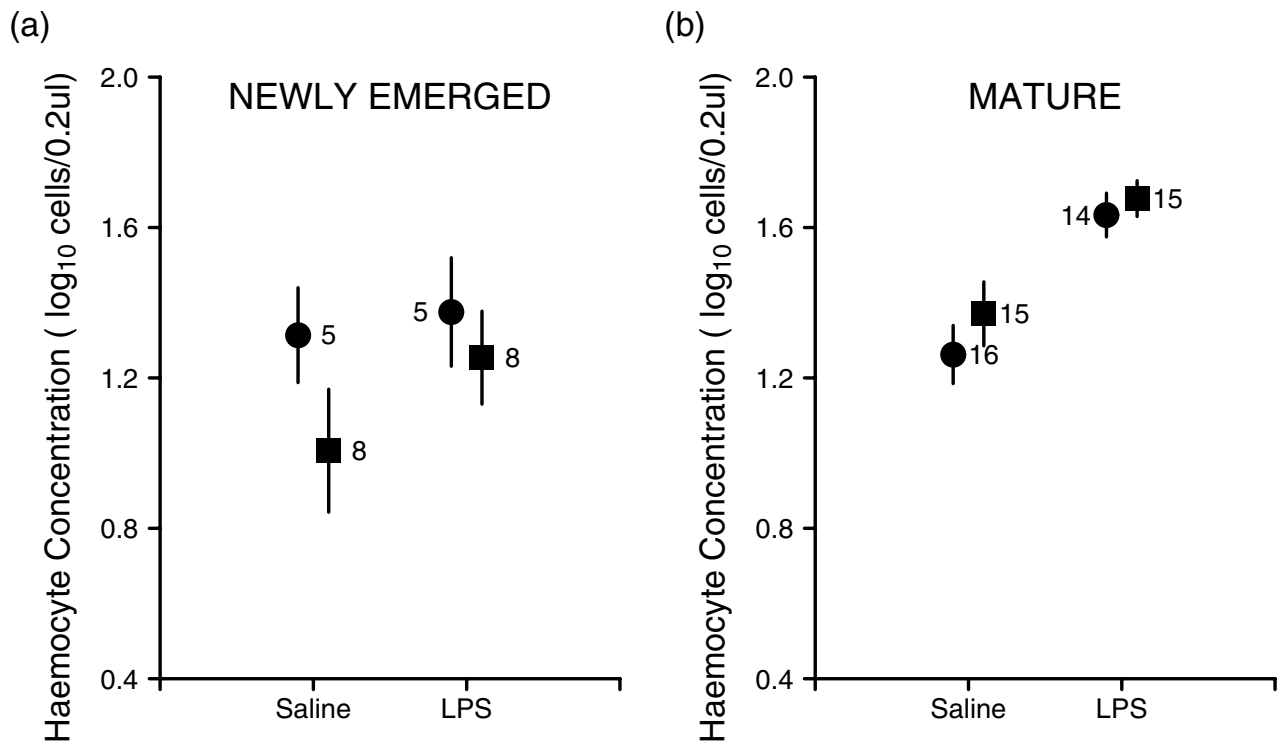 (a)
NEWLY EMERGED
Haemocyte Concentration ( log10 cells/0.2ul)
2.0
1.6
1.2
0.8
0.4
5
8
5
8
Saline
LPS
(b)
MATURE
Haemocyte Concentration ( log10 cells/0.2ul)
2.0
1.6
1.2
0.8
0.4
16
15
14
15
Saline
LPS